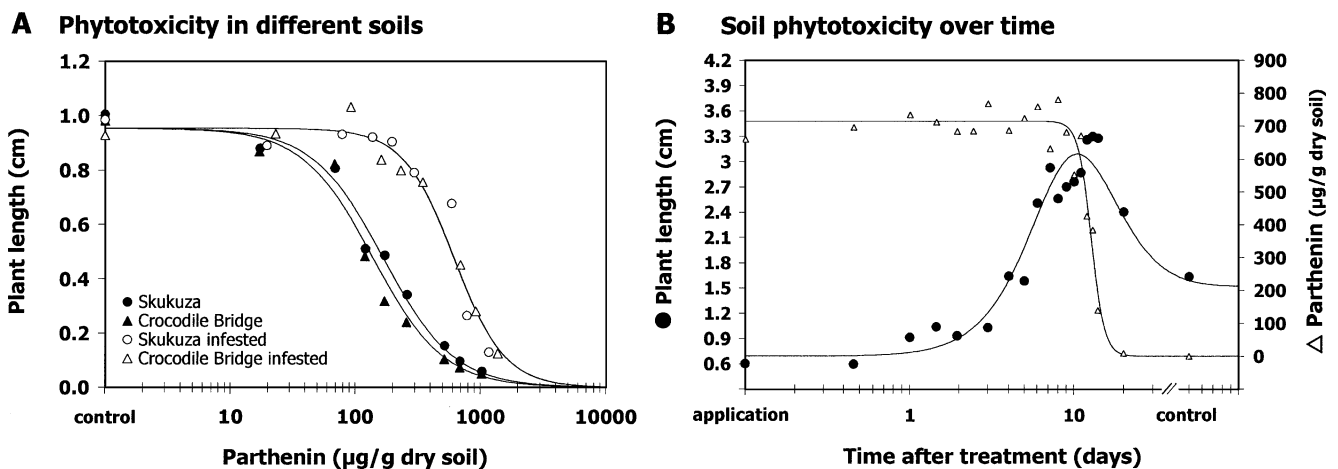 A Phytotoxicity in different soils
Plant length (cm)
1.2
1.0
0.8
0.6
0.4
0.2
0.0
Skukuza
Crocodile Bridge
Skukuza infested
Crocodile Bridge infested
control 10 100 1000 10000
Parthenin (µg/g dry soil)
B Soil phytotoxicity over time
Plant length (cm)
4.2
3.9
3.6
3.3
3
2.7
2.4
2.1
1.8
1.5
1.2
0.9
0.6
900
800
700
600
500
400
300
200
100
0
Parthenin (µg/g dry soil)
application 1 10 control
Time after treatment (days)